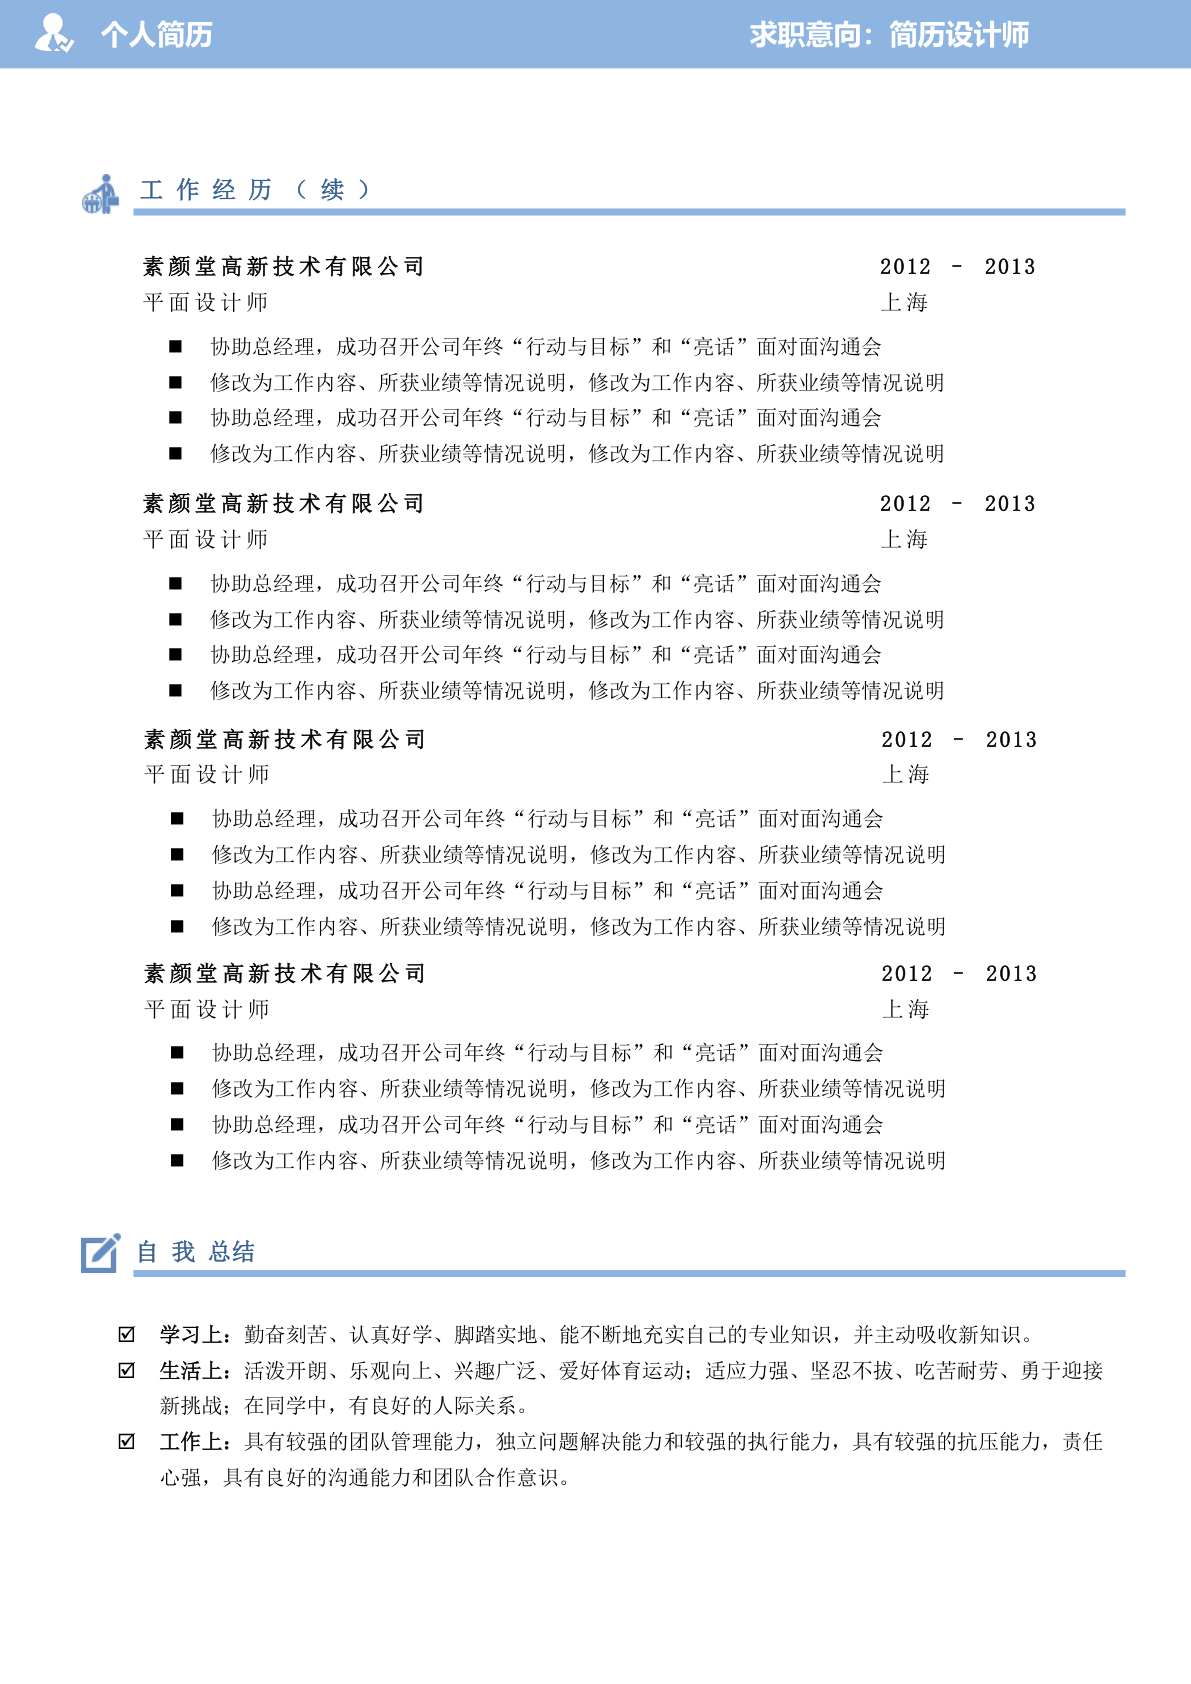 个人简历 求职意向：简历设计师
工作经历（续）
素颜堂高新技术有限公司 2012 - 2013
平面设计师 上海
■ 协助总经理，成功召开公司年终“行动与目标”和“亮话”面对面沟通会
■ 修改为工作内容、所获业绩等情况说明，修改为工作内容、所获业绩等情况说明
■ 协助总经理，成功召开公司年终“行动与目标”和“亮话”面对面沟通会
■ 修改为工作内容、所获业绩等情况说明，修改为工作内容、所获业绩等情况说明
素颜堂高新技术有限公司 2012 - 2013
平面设计师 上海
■ 协助总经理，成功召开公司年终“行动与目标”和“亮话”面对面沟通会
■ 修改为工作内容、所获业绩等情况说明，修改为工作内容、所获业绩等情况说明
■ 协助总经理，成功召开公司年终“行动与目标”和“亮话”面对面沟通会
■ 修改为工作内容、所获业绩等情况说明，修改为工作内容、所获业绩等情况说明
素颜堂高新技术有限公司 2012 - 2013
平面设计师 上海
■ 协助总经理，成功召开公司年终“行动与目标”和“亮话”面对面沟通会
■ 修改为工作内容、所获业绩等情况说明，修改为工作内容、所获业绩等情况说明
■ 协助总经理，成功召开公司年终“行动与目标”和“亮话”面对面沟通会
■ 修改为工作内容、所获业绩等情况说明，修改为工作内容、所获业绩等情况说明
素颜堂高新技术有限公司 2012 - 2013
平面设计师 上海
■ 协助总经理，成功召开公司年终“行动与目标”和“亮话”面对面沟通会
■ 修改为工作内容、所获业绩等情况说明，修改为工作内容、所获业绩等情况说明
■ 协助总经理，成功召开公司年终“行动与目标”和“亮话”面对面沟通会
■ 修改为工作内容、所获业绩等情况说明，修改为工作内容、所获业绩等情况说明
自我总结
☑ 学习上：勤奋刻苦、认真好学、脚踏实地、能不断地充实自己的专业知识，并主动吸收新知识。
☑ 生活上：活泼开朗、乐观向上、兴趣广泛、爱好体育运动；适应力强、坚忍不拔、吃苦耐劳、勇于迎接
新挑战；在同学中，有良好的人际关系。
☑ 工作上：具有较强的团队管理能力，独立问题解决能力和较强的执行能力，具有较强的抗压能力，责任
心强，具有良好的沟通能力和团队合作意识。